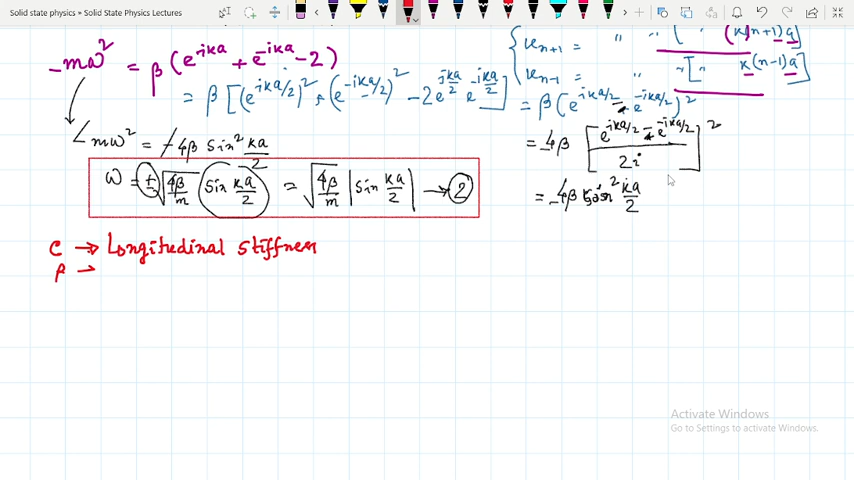 Solid state physics » Solid State Physics Lectures
-mω² = β(e^{ika} + e^{-ika} - 2)
= β[(e^{ika/2})² + (e^{-ika/2})² - 2e^{ika/2} e^{-ika/2}]
-mω² = -4β sin² ka/2
ω = ±√(4β/m) (sin ka/2) = √(4β/m) |sin ka/2| → 2
C → Longitudinal stiffness
β →
u_{n+1} = " " [ " (k(n+1)a)]
u_{n-1} = " "[ " k(n-1)a]
= β(e^{ika/2} - e^{-ika/2})²
= -4β [e^{ika/2} - e^{-ika/2} / 2i]²
= -4β sin² ka/2
Activate Windows
Go to Settings to activate Windows.